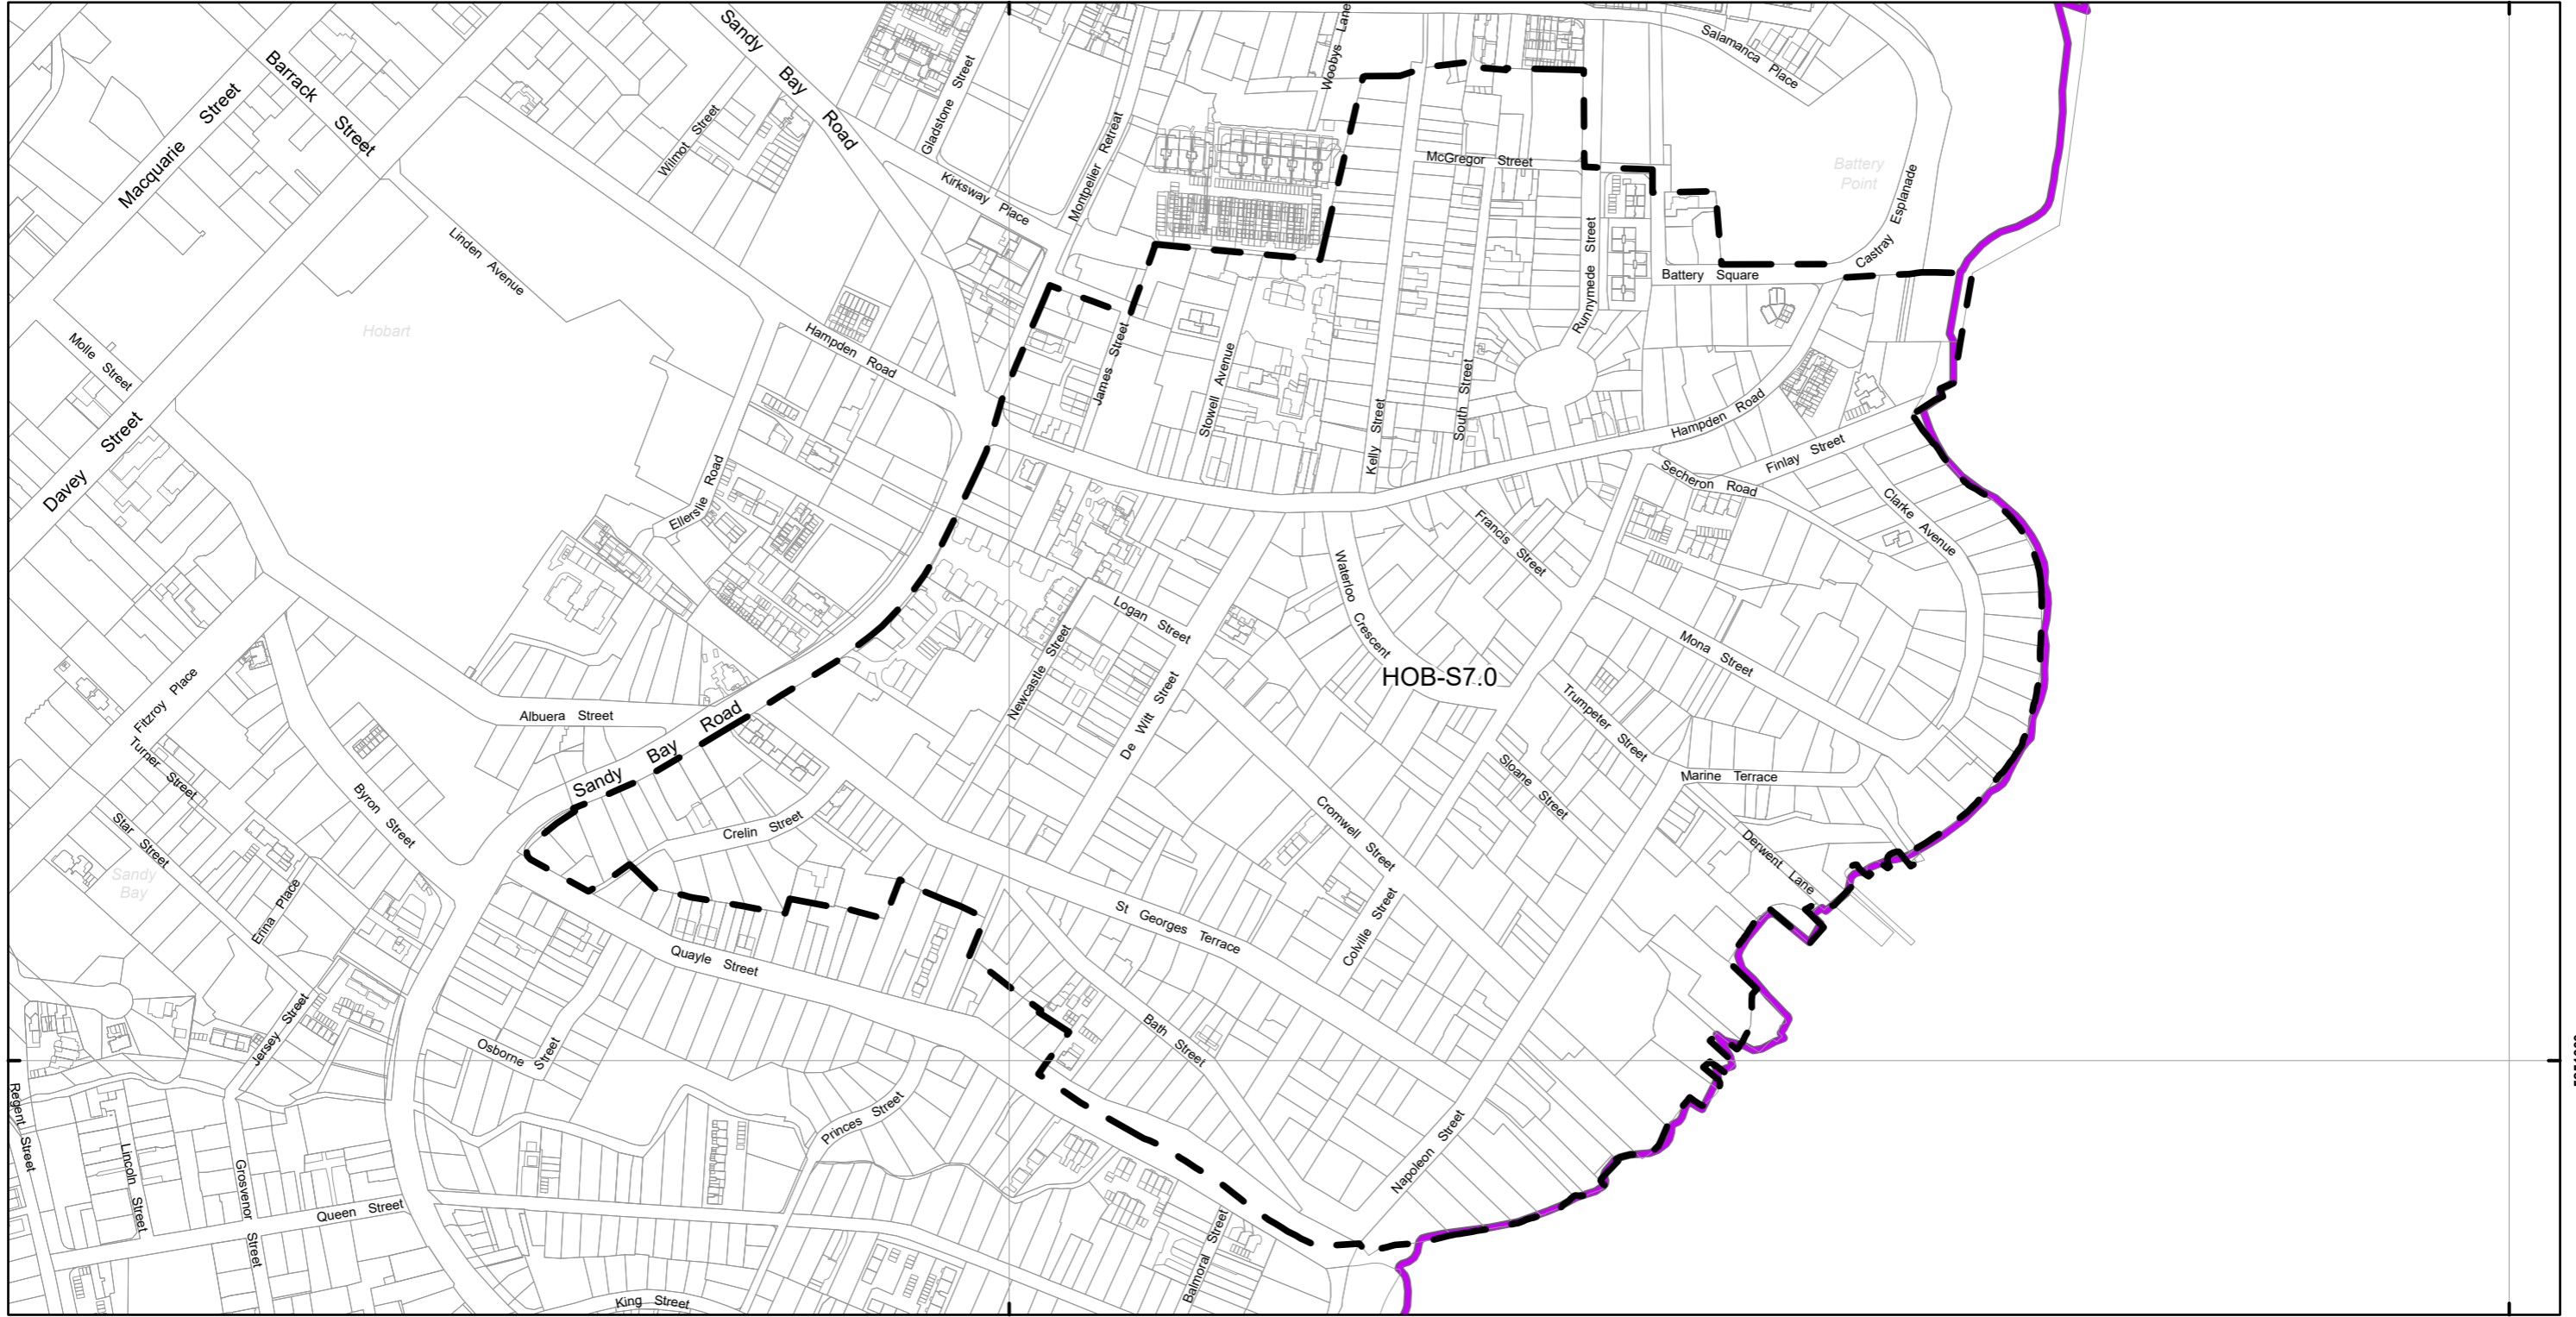 Sandy Bay Road
Woobys Lane
Salamanca Place
Barrack Street
Macquarie Street
Gladstone Street
Wilmot Street
Montpelier Retreat
Kirksway Place
McGregor Street
Battery
Point
Castray Esplanade
Linden Avenue
Runnymede Street
Battery Square
Hobart
Molle Street
Hampden Road
James Street
Stowell Avenue
Kelly Street
South Street
Hampden Road
Davey Street
Ellerslie Road
Finlay Street
Secheron Road
Clarke Avenue
Francis Street
Waterloo Crescent
Logan Street
Newcastle Street
HOB-S7.0
Mona Street
Fitzroy Place
Albuera Street
Sandy Bay Road
De Witt Street
Trumpeter Street
Turner Street
Byron Street
Sloane Street
Marine Terrace
Star Street
Crelin Street
Cromwell Street
Derwent Lane
Sandy
Bay
Erina Place
Quayle Street
St Georges Terrace
Colville Street
Jersey Street
Osborne Street
Bath Street
Regent Street
Lincoln Street
Grosvenor Street
Princes Street
Napoleon Street
Queen Street
Balmoral Street
King Street